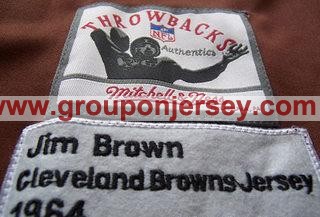 THROWBACKS
NFL
Authentics
Mitchell & Ness
www.grouponjersey.com
Jim Brown
Cleveland Browns Jersey
1964